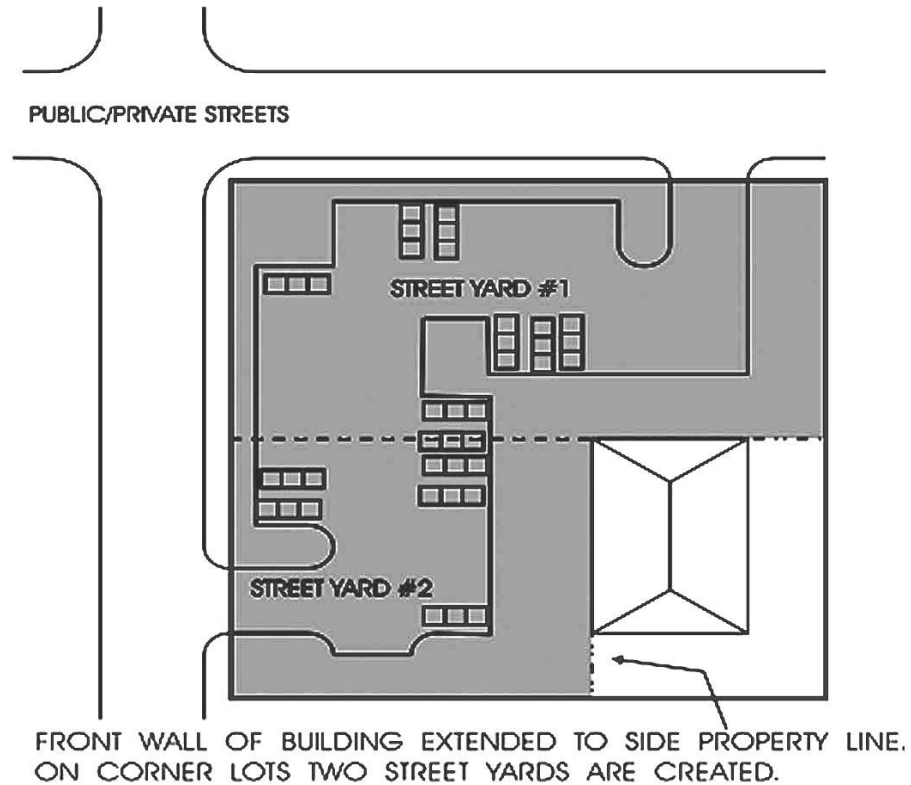 PUBLIC/PRIVATE STREETS
STREET YARD #1
STREET YARD #2
FRONT WALL OF BUILDING EXTENDED TO SIDE PROPERTY LINE.
ON CORNER LOTS TWO STREET YARDS ARE CREATED.